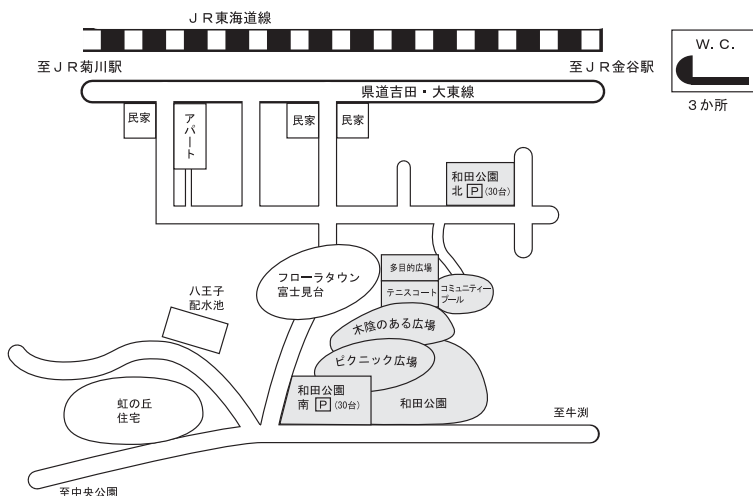 JR東海道線
至JR菊川駅
至JR金谷駅
W. C.
3か所
県道吉田・大東線
民家
アパート
民家
民家
和田公園
北 P (30台)
フローラタウン
富士見台
多目的広場
テニスコート
コミュニティー
プール
八王子
配水池
木陰のある広場
ピクニック広場
和田公園
南 P (30台)
和田公園
虹の丘
住宅
至牛渕
至中央公園